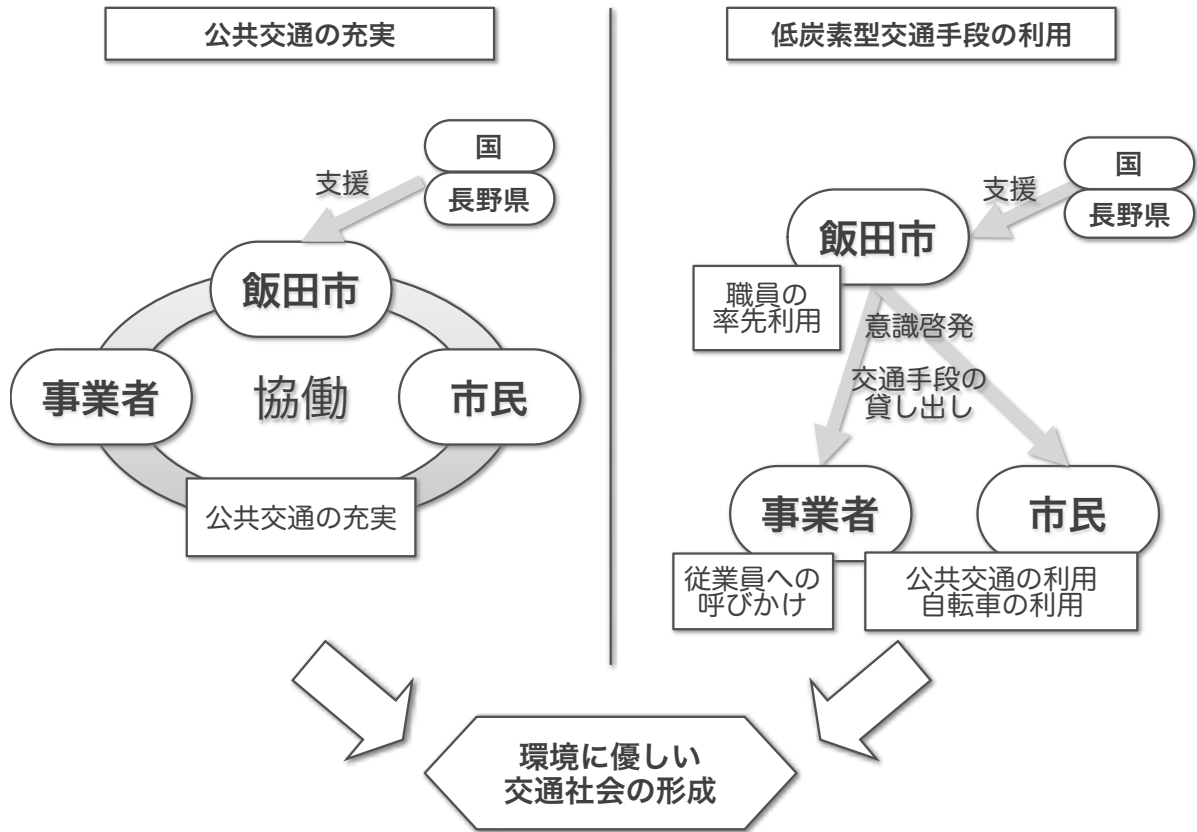 公共交通の充実
国
支援
長野県
飯田市
事業者
協働
市民
公共交通の充実
低炭素型交通手段の利用
国
支援
長野県
飯田市
職員の
率先利用
意識啓発
交通手段の
貸し出し
事業者
市民
従業員への
呼びかけ
公共交通の利用
自転車の利用
環境に優しい
交通社会の形成